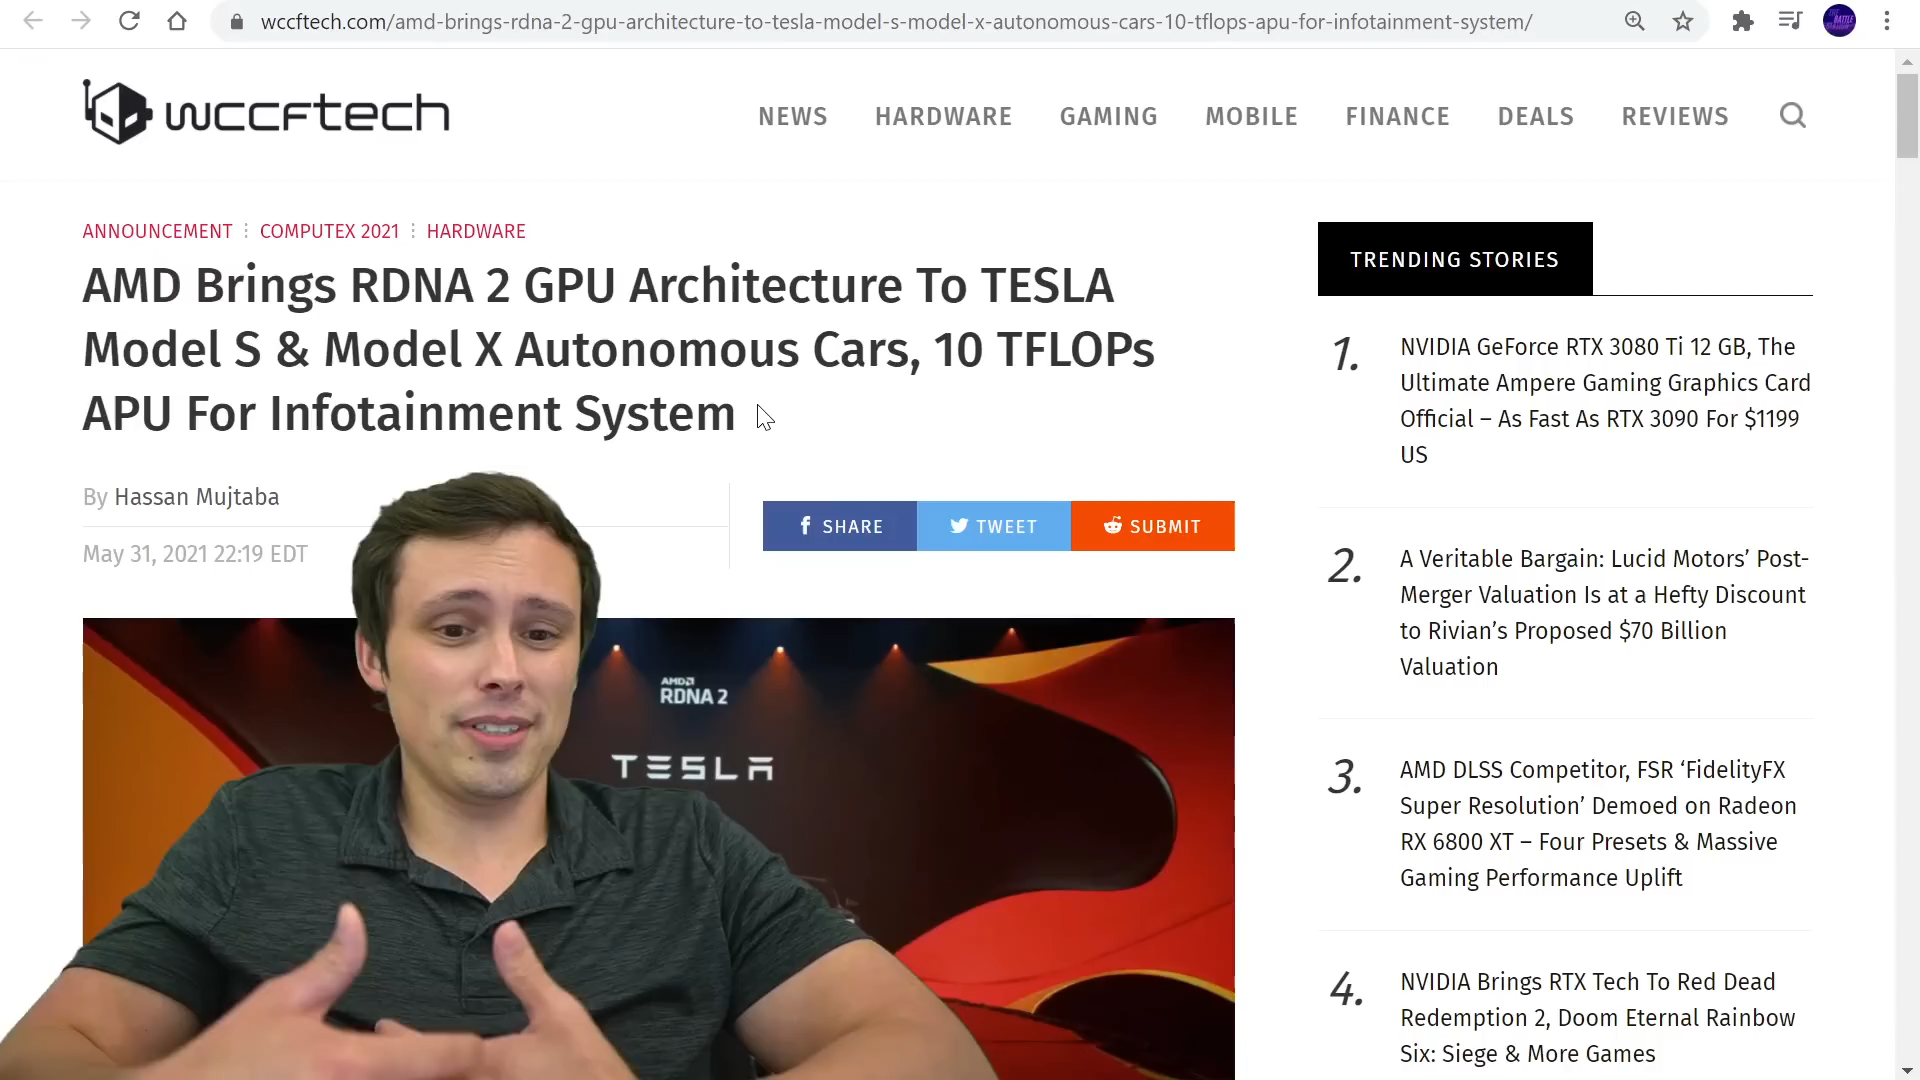 wccftech.com/amd-brings-rdna-2-gpu-architecture-to-tesla-model-s-model-x-autonomous-cars-10-tflops-apu-for-infotainment-system/
wccftech
NEWS HARDWARE GAMING MOBILE FINANCE DEALS REVIEWS
ANNOUNCEMENT COMPUTEX 2021 HARDWARE
AMD Brings RDNA 2 GPU Architecture To TESLA
Model S & Model X Autonomous Cars, 10 TFLOPs
APU For Infotainment System
By Hassan Mujtaba
May 31, 2021 22:19 EDT
SHARE TWEET SUBMIT
AMD
RDNA 2
TESLA
TRENDING STORIES
1. NVIDIA GeForce RTX 3080 Ti 12 GB, The
Ultimate Ampere Gaming Graphics Card
Official – As Fast As RTX 3090 For $1199
US
2. A Veritable Bargain: Lucid Motors’ Post-
Merger Valuation Is at a Hefty Discount
to Rivian’s Proposed $70 Billion
Valuation
3. AMD DLSS Competitor, FSR ‘FidelityFX
Super Resolution’ Demoed on Radeon
RX 6800 XT – Four Presets & Massive
Gaming Performance Uplift
4. NVIDIA Brings RTX Tech To Red Dead
Redemption 2, Doom Eternal Rainbow
Six: Siege & More Games